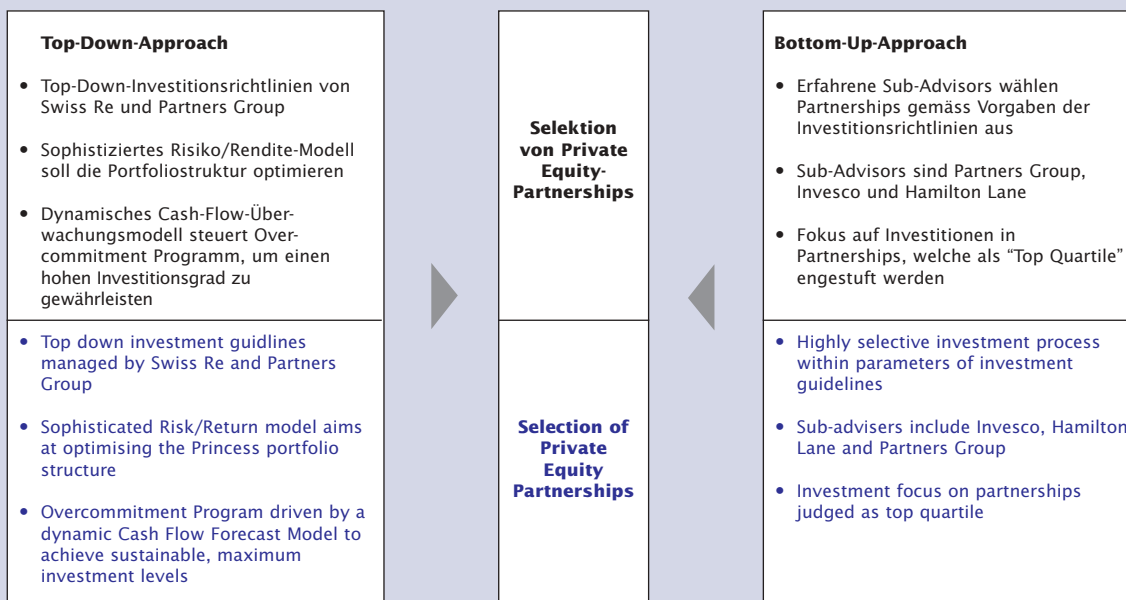 Top-Down-Approach
• Top-Down-Investitionsrichtlinien von
Swiss Re und Partners Group
• Sophistiziertes Risiko/Rendite-Modell
soll die Portfoliostruktur optimieren
• Dynamisches Cash-Flow-Über-
wachungsmodell steuert Over-
commitment Programm, um einen
hohen Investitionsgrad zu
gewährleisten
• Top down investment guidlines
managed by Swiss Re and Partners
Group
• Sophisticated Risk/Return model aims
at optimising the Princess portfolio
structure
• Overcommitment Program driven by a
dynamic Cash Flow Forecast Model to
achieve sustainable, maximum
investment levels
Selektion
von Private
Equity-
Partnerships
Selection of
Private
Equity
Partnerships
Bottom-Up-Approach
• Erfahrene Sub-Advisors wählen
Partnerships gemäss Vorgaben der
Investitionsrichtlinien aus
• Sub-Advisors sind Partners Group,
Invesco und Hamilton Lane
• Fokus auf Investitionen in
Partnerships, welche als “Top Quartile”
engestuft werden
• Highly selective investment process
within parameters of investment
guidelines
• Sub-advisers include Invesco, Hamilton
Lane and Partners Group
• Investment focus on partnerships
judged as top quartile